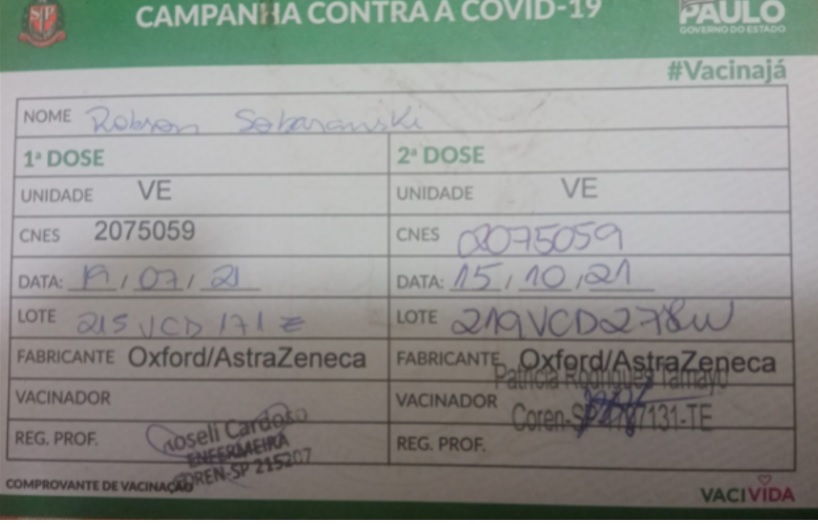 CAMPANHA CONTRA A COVID-19
PAULO
GOVERNO DO ESTADO
#Vacinajá
NOME Robson
1ª DOSE
2ª DOSE
UNIDADE VE
UNIDADE VE
CNES 2075059
CNES 2075059
DATA: 19/07/21
DATA: 15/10/21
LOTE 215VCD171Z
LOTE 219VCD278W
FABRICANTE Oxford/AstraZeneca
FABRICANTE Oxford/AstraZeneca
Patricia Rodrigues Tamayo
VACINADOR
VACINADOR
Coren-SP 131-TE
REG. PROF. Roseli Cardoso
ENFERMEIRA
COREN-SP 215207
REG. PROF.
COMPROVANTE DE VACINAÇÃO
VACIVIDA